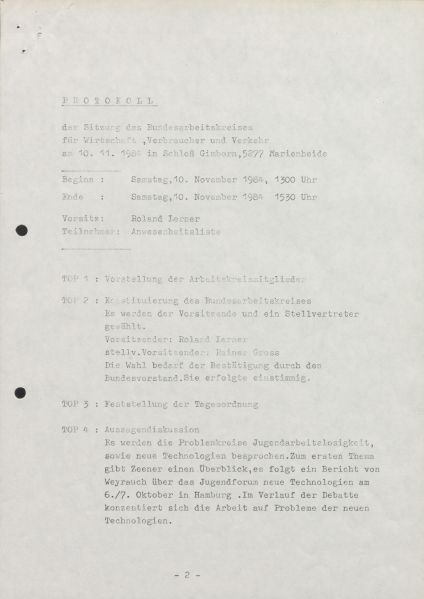 PROTOKOLL
der Sitzung des Bundesarbeitskreises
für Wirtschaft ,Verbraucher und Verkehr
am 10. 11. 1984 in Schloß Gimborn,5277 Marienheide
Beginn : Samstag,10. November 1984, 1300 Uhr
Ende : Samstag,10. November 1984 1530 Uhr
Vorsitz: Roland Lerner
Teilnehmer: Anwesenheitsliste
TOP 1 : Vorstellung der Arbeitskreismitglieder
TOP 2 : Konstituierung des Bundesarbeitskreises
Es werden der Vorsitzende und ein Stellvertreter
gewählt.
Vorsitzender: Roland Lerner
stellv.Vorsitzender: Rainer Gross
Die Wahl bedarf der Bestätigung durch den
Bundesvorstand.Sie erfolgte einstimmig.
TOP 3 : Feststellung der Tagesordnung
TOP 4 : Aussagendiskussion
Es werden die Problemkreise Jugendarbeitslosigkeit,
sowie neue Technologien besprochen.Zum ersten Thema
gibt Zeener einen Überblick,es folgt ein Bericht von
Weyrauch über das Jugendforum neue Technologien am
6./7. Oktober in Hamburg .Im Verlauf der Debatte
konzentiert sich die Arbeit auf Probleme der neuen
Technologien.
- 2 -